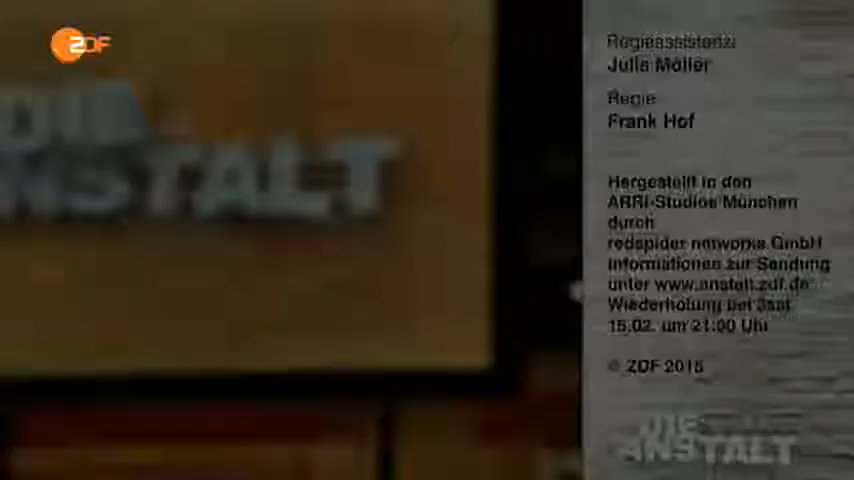 ZDF
DIE
ANSTALT
Regieassistenz
Julia Möller
Regie
Frank Hof
Hergestellt in den
ARRI-Studios München
durch
redspider networks GmbH
Informationen zur Sendung
unter www.anstalt.zdf.de
Wiederholung bei 3sat
15.02. um 21:00 Uhr
© ZDF 2015
DIE
ANSTALT